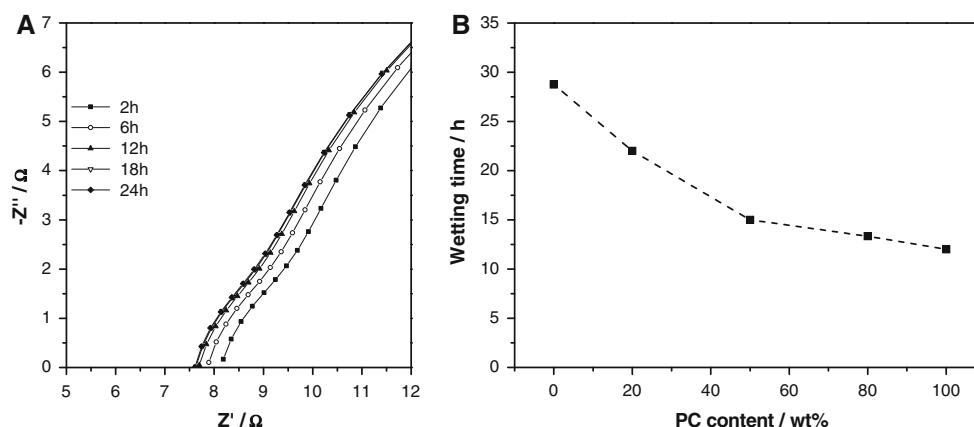 A
-Z'' / Ω
7
6
5
4
3
2
1
0
2h
6h
12h
18h
24h
5 6 7 8 9 10 11 12
Z' / Ω
B
Wetting time / h
35
30
25
20
15
10
5
0
0 20 40 60 80 100
PC content / wt%